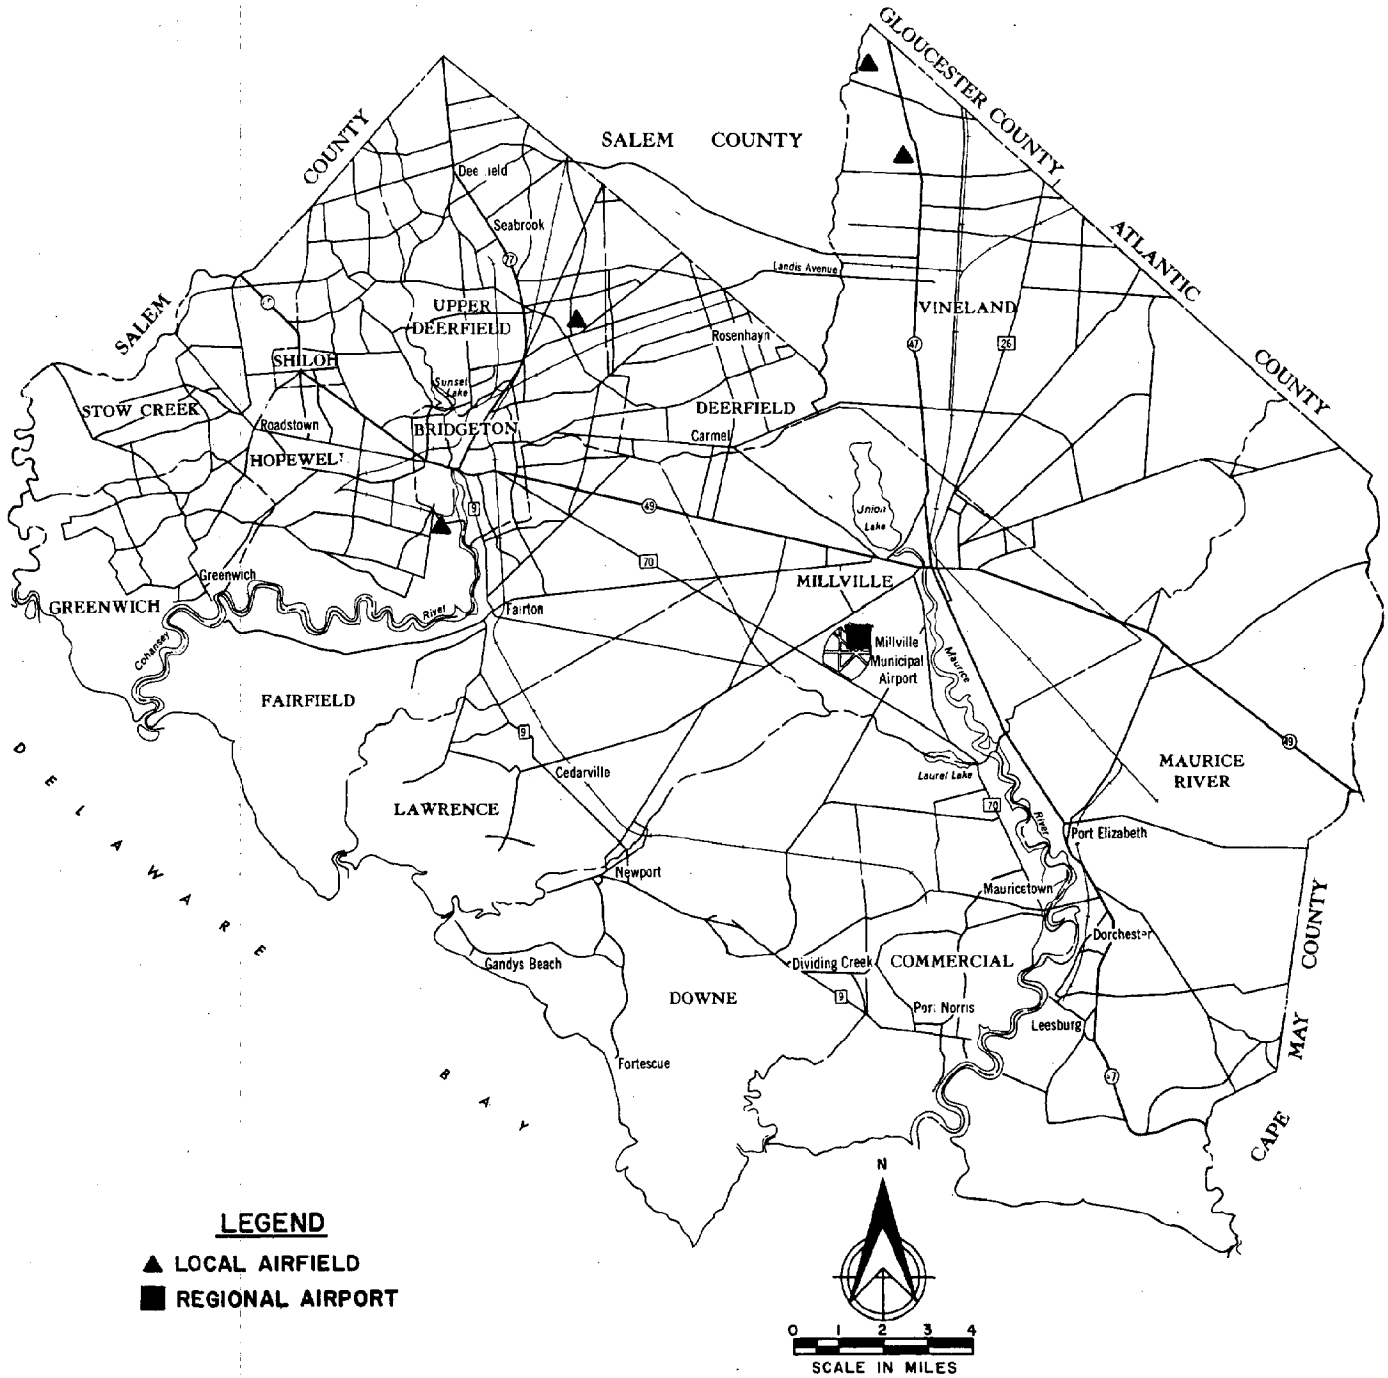 GLOUCESTER COUNTY
SALEM COUNTY
COUNTY
Seabrook
77
ATLANTIC
Landis Avenue
SALEM
UPPER
DEERFIELD
VINELAND
Rosenhayn
47
26
SHILOH
COUNTY
Sunset
Lake
STOW CREEK
DEERFIELD
Roadstown
BRIDGETON
Carmel
HOPEWELL
9
49
Union
Lake
70
Greenwich
MILLVILLE
GREENWICH
River
Fairton
Cohansey
Millville
Municipal
Airport
Maurice
FAIRFIELD
9
49
DELAWARE
Cedarville
Laurel Lake
MAURICE
RIVER
LAWRENCE
70
River
Port Elizabeth
Newport
Mauricetown
COUNTY
Dorchester
Gandys Beach
Dividing Creek
COMMERCIAL
DOWNE
9
Port Norris
Leesburg
MAY
Fortescue
47
BAY
CAPE
N
LEGEND
LOCAL AIRFIELD
REGIONAL AIRPORT
0 1 2 3 4
SCALE IN MILES